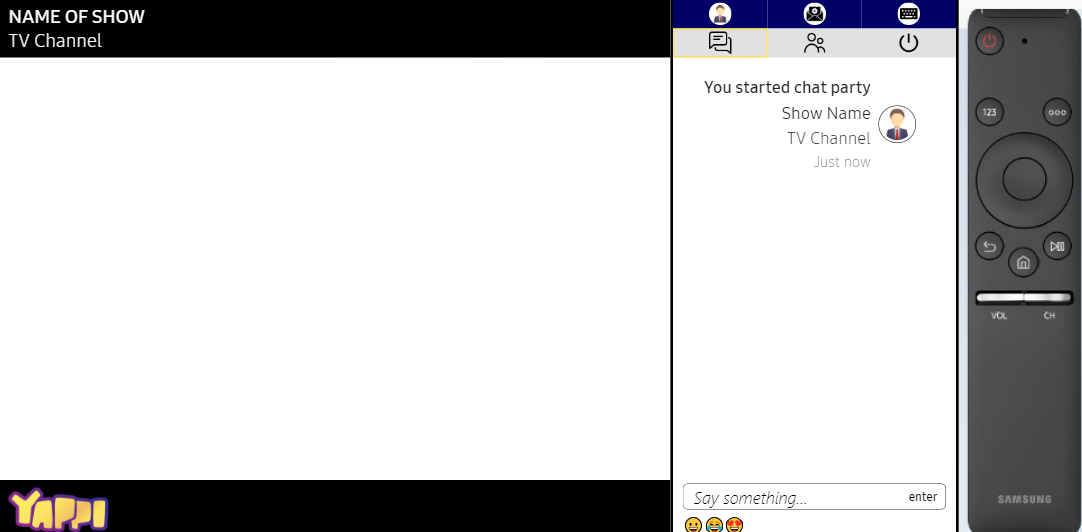 NAME OF SHOW
TV Channel
You started chat party
Show Name
TV Channel
Just now
Say something...
enter
YAPPI
123
VOL
CH
SAMSUNG